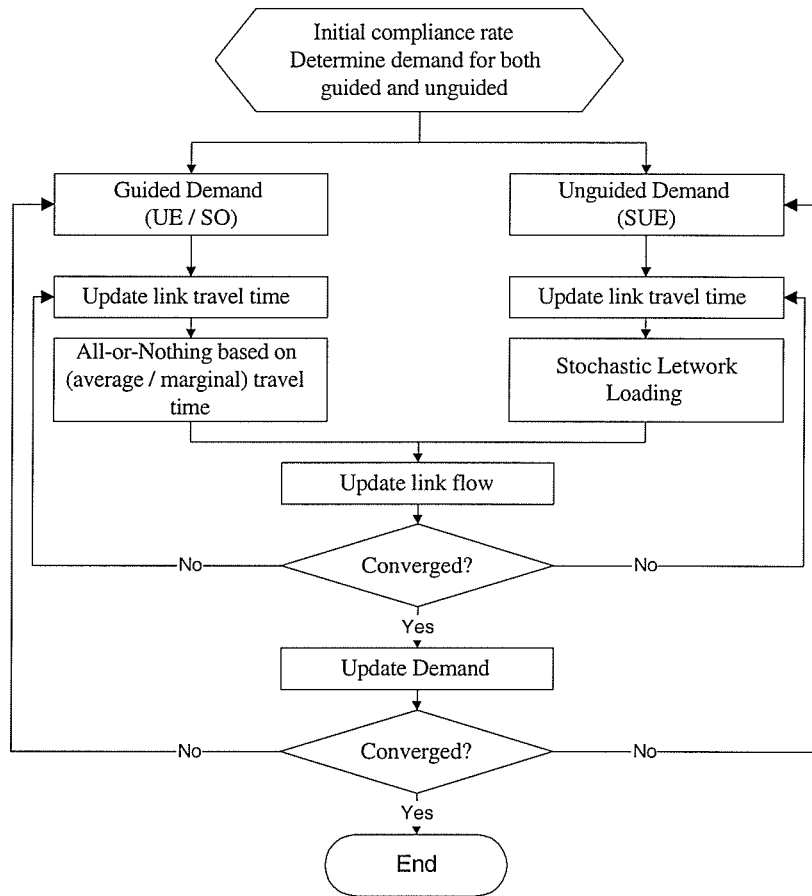 Initial compliance rate
Determine demand for both
guided and unguided
Guided Demand
(UE / SO)
Unguided Demand
(SUE)
Update link travel time
Update link travel time
All-or-Nothing based on
(average / marginal) travel
time
Stochastic Letwork
Loading
Update link flow
No
Converged?
No
Yes
Update Demand
No
Converged?
No
Yes
End